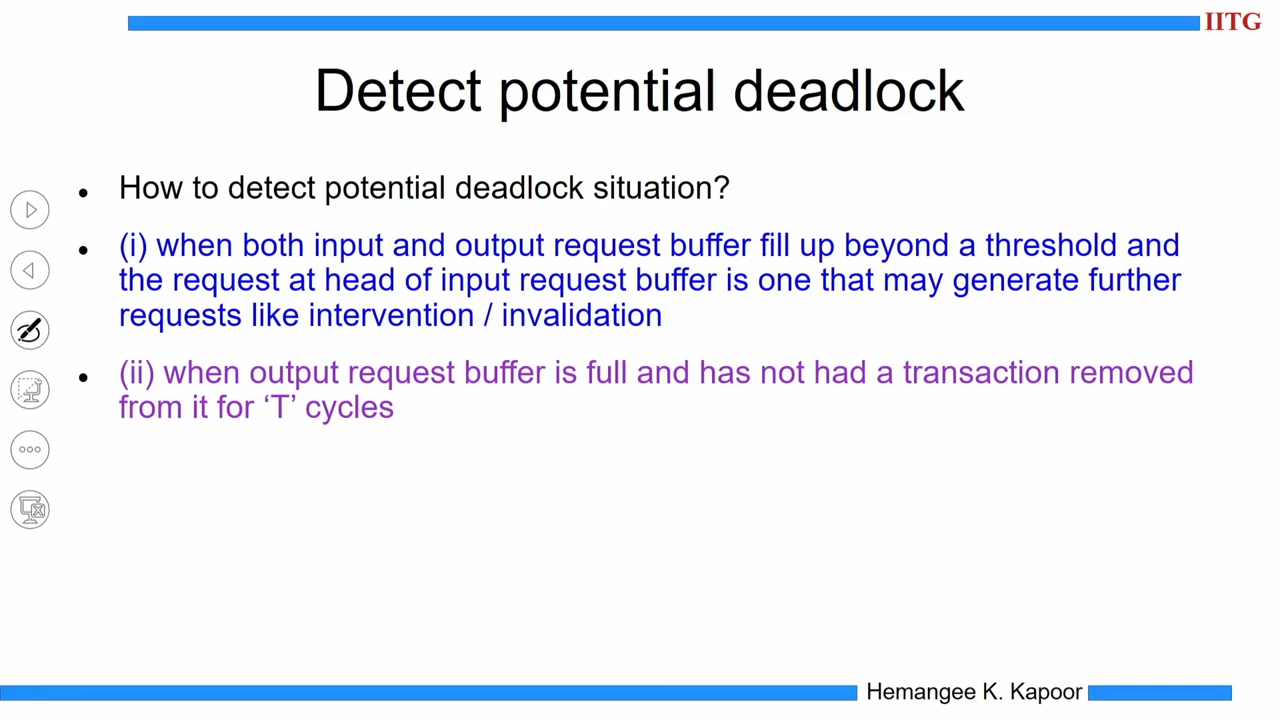 IITG
Detect potential deadlock
• How to detect potential deadlock situation?
• (i) when both input and output request buffer fill up beyond a threshold and
the request at head of input request buffer is one that may generate further
requests like intervention / invalidation
• (ii) when output request buffer is full and has not had a transaction removed
from it for ‘T’ cycles
Hemangee K. Kapoor